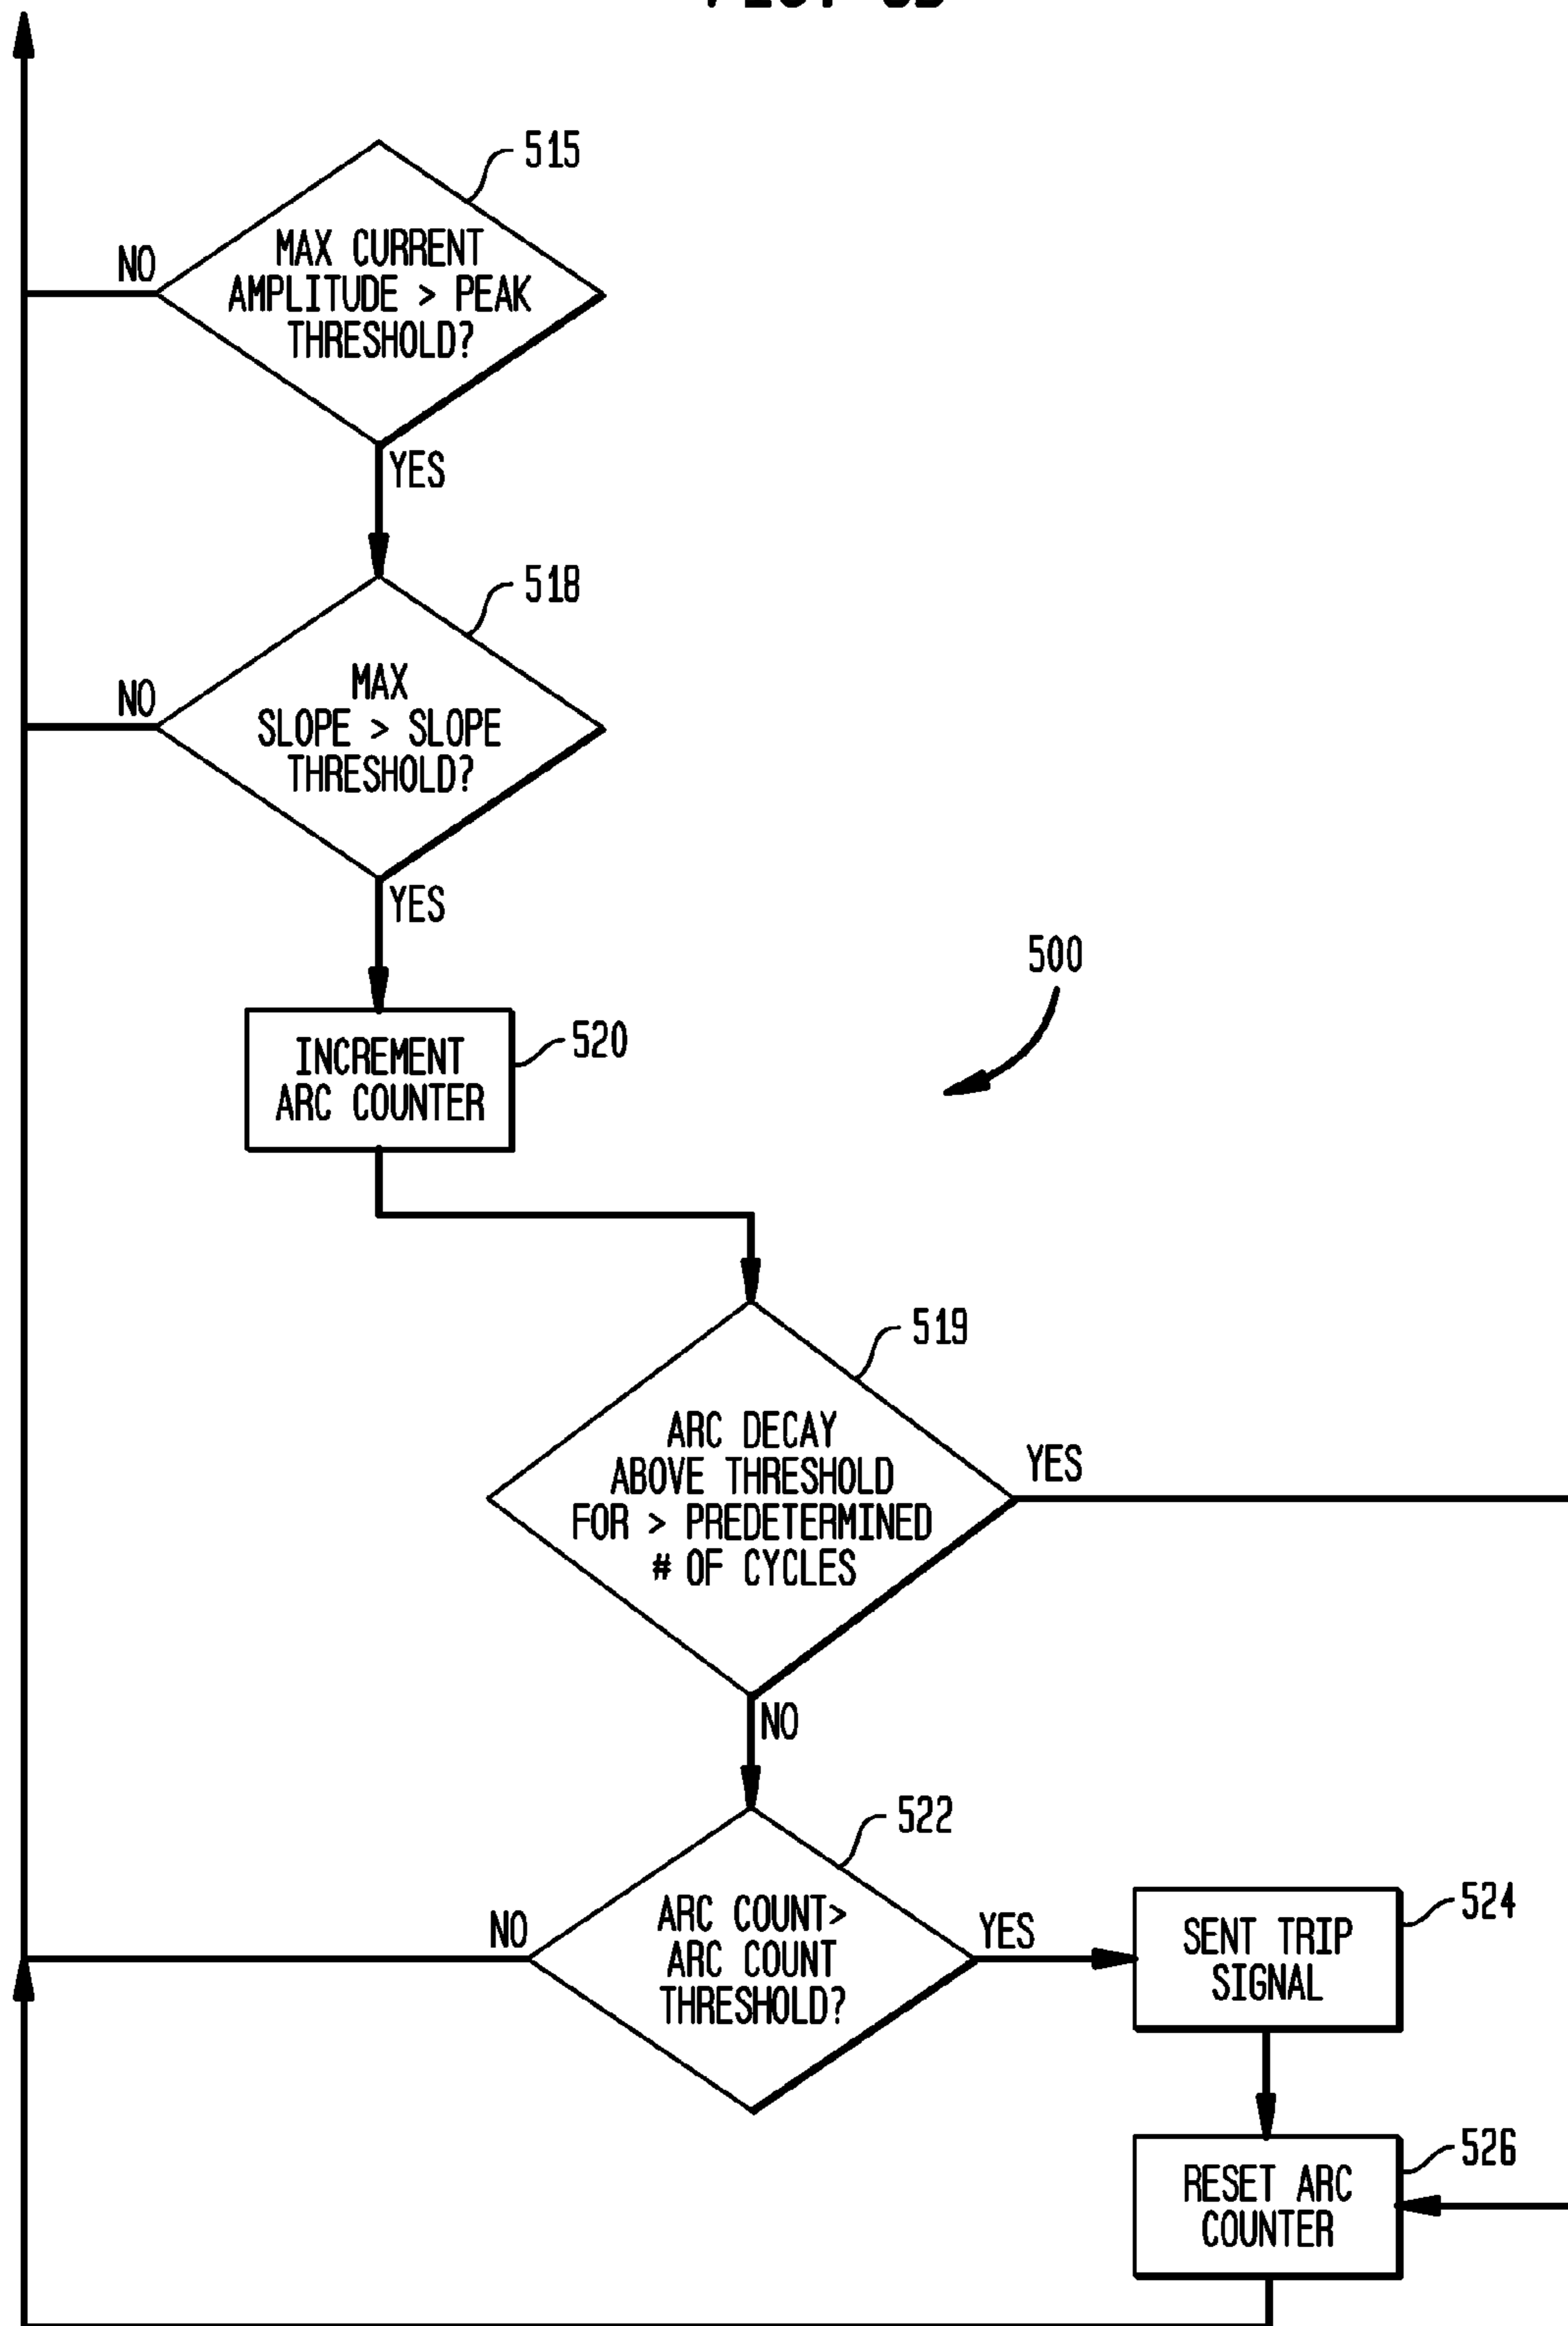 515
MAX CURRENT
AMPLITUDE > PEAK
THRESHOLD?
NO
YES
518
MAX
SLOPE > SLOPE
THRESHOLD?
NO
YES
500
INCREMENT
ARC COUNTER
520
519
ARC DECAY
ABOVE THRESHOLD
FOR > PREDETERMINED
# OF CYCLES
YES
NO
522
ARC COUNT>
ARC COUNT
THRESHOLD?
NO
YES
SENT TRIP
SIGNAL
524
RESET ARC
COUNTER
526